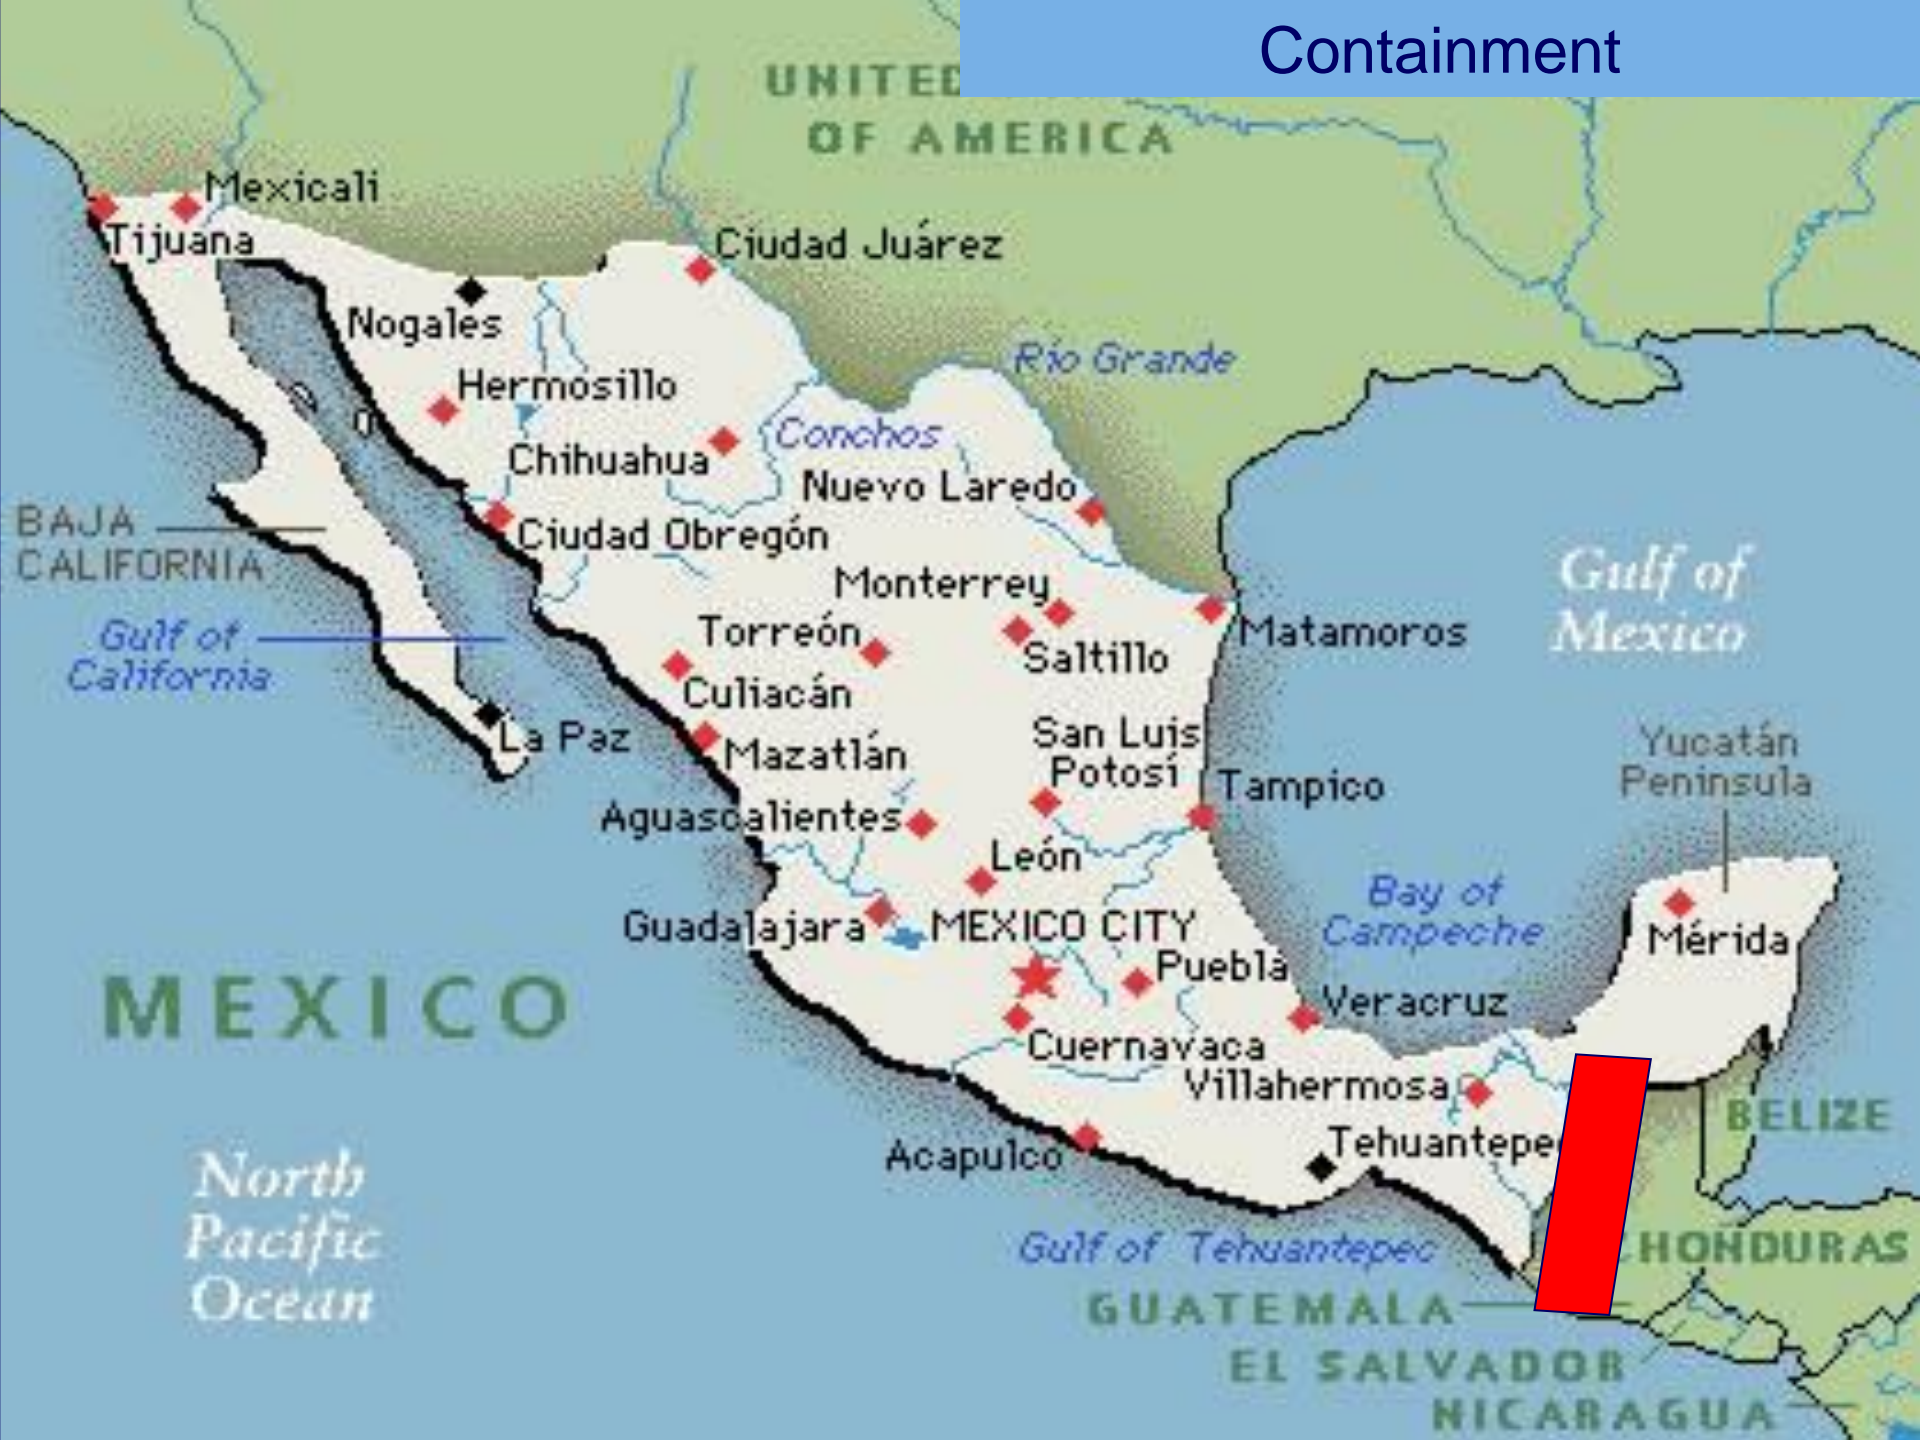 Containment
UNITED
OF AMERICA
Mexicali
Tijuana
Ciudad Juárez
Nogales
Río Grande
Hermosillo
Conchos
Chihuahua
Nuevo Laredo
BAJA
CALIFORNIA
Ciudad Obregón
Gulf of
Mexico
Monterrey
Gulf of
California
Torreón
Matamoros
Saltillo
Culiacán
La Paz
San Luis
Potosí
Mazatlán
Yucatán
Peninsula
Tampico
Aguascalientes
León
Bay of
Campeche
Guadalajara
MEXICO CITY
Mérida
Puebla
MEXICO
Veracruz
Cuernavaca
Villahermosa
BELIZE
Acapulco
Tehuantepec
North
Pacific
Ocean
Gulf of Tehuantepec
HONDURAS
GUATEMALA
EL SALVADOR
NICARAGUA